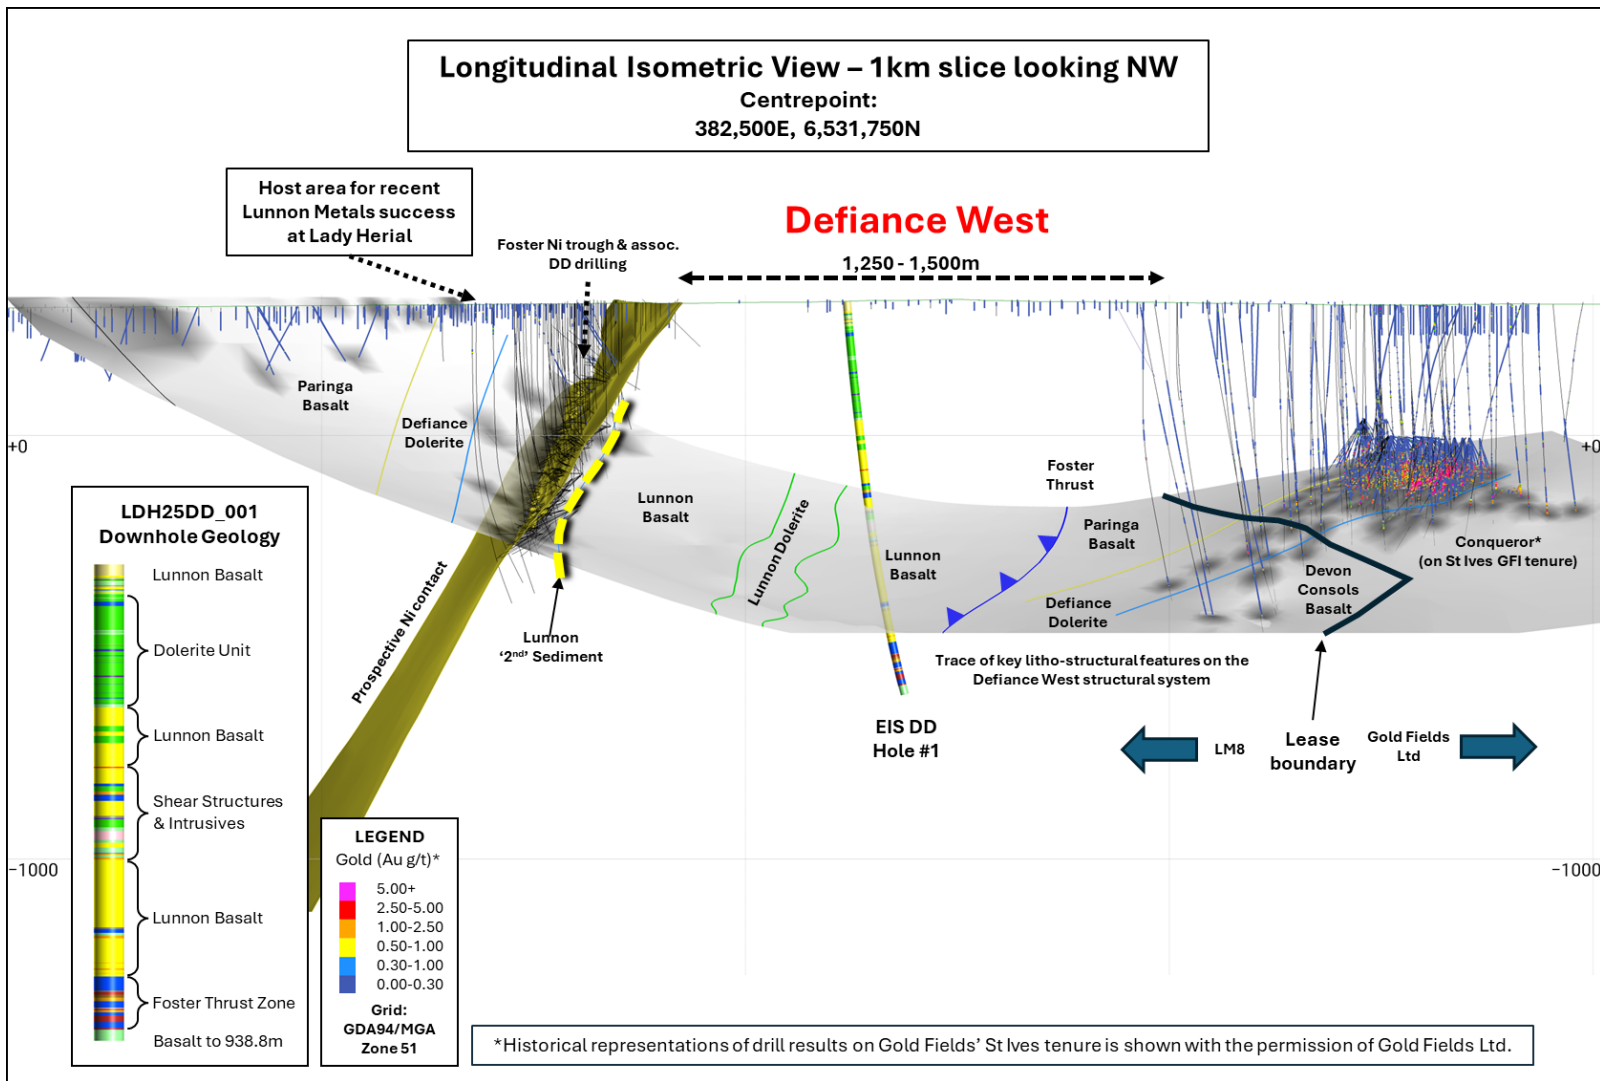 Longitudinal Isometric View – 1km slice looking NW
Centrepoint:
382,500E, 6,531,750N
Host area for recent
Lunnon Metals success
at Lady Herial
Foster Ni trough & assoc.
DD drilling
Defiance West
1,250 - 1,500m
Paringa
Basalt
Defiance
Dolerite
+0
+0
Lunnon
Basalt
Lunnon Dolerite
Lunnon
Basalt
Foster
Thrust
Paringa
Basalt
Defiance
Dolerite
Devon
Consols
Basalt
Conqueror*
(on St Ives GFI tenure)
Prospective Ni contact
Lunnon
‘2nd’ Sediment
Trace of key litho-structural features on the
Defiance West structural system
EIS DD
Hole #1
LM8
Lease
boundary
Gold Fields
Ltd
-1000
-1000
LDH25DD_001
Downhole Geology
Lunnon Basalt
Dolerite Unit
Lunnon Basalt
Shear Structures
& Intrusives
Lunnon Basalt
Foster Thrust Zone
Basalt to 938.8m
LEGEND
Gold (Au g/t)*
5.00+
2.50-5.00
1.00-2.50
0.50-1.00
0.30-1.00
0.00-0.30
Grid:
GDA94/MGA
Zone 51
*Historical representations of drill results on Gold Fields’ St Ives tenure is shown with the permission of Gold Fields Ltd.